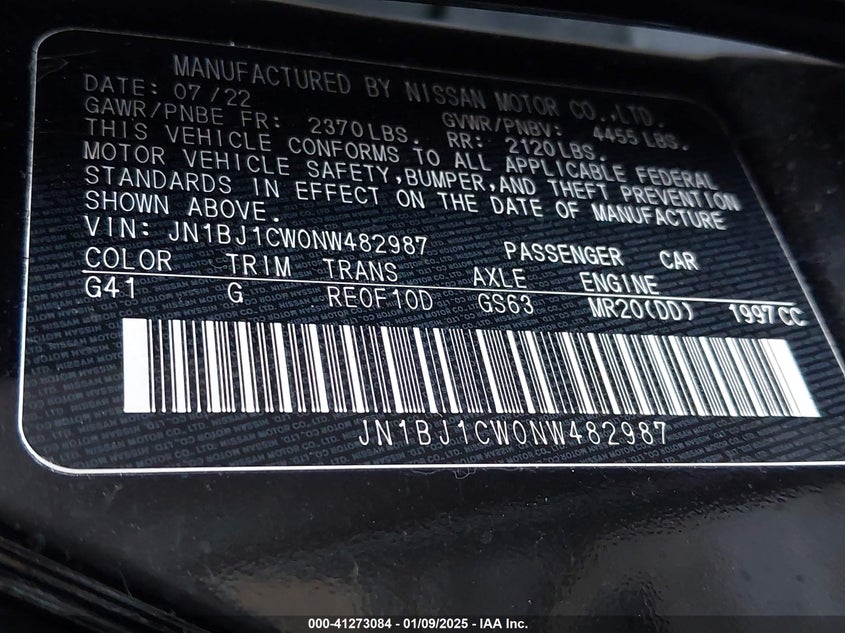 MANUFACTURED BY NISSAN MOTOR CO.,LTD.
DATE: 07/22 GVWR/PNBV: 4455 LBS.
GAWR/PNBE FR: 2370LBS. RR: 2120LBS.
THIS VEHICLE CONFORMS TO ALL APPLICABLE FEDERAL
MOTOR VEHICLE SAFETY,BUMPER,AND THEFT PREVENTION
STANDARDS IN EFFECT ON THE DATE OF MANUFACTURE
SHOWN ABOVE.
VIN: JN1BJ1CW0NW482987 PASSENGER CAR
COLOR TRIM TRANS AXLE ENGINE
G41 G RE0F10D GS63 MR20(DD) 1997CC
JN1BJ1CW0NW482987
000-41273084 - 01/09/2025 - IAA Inc.